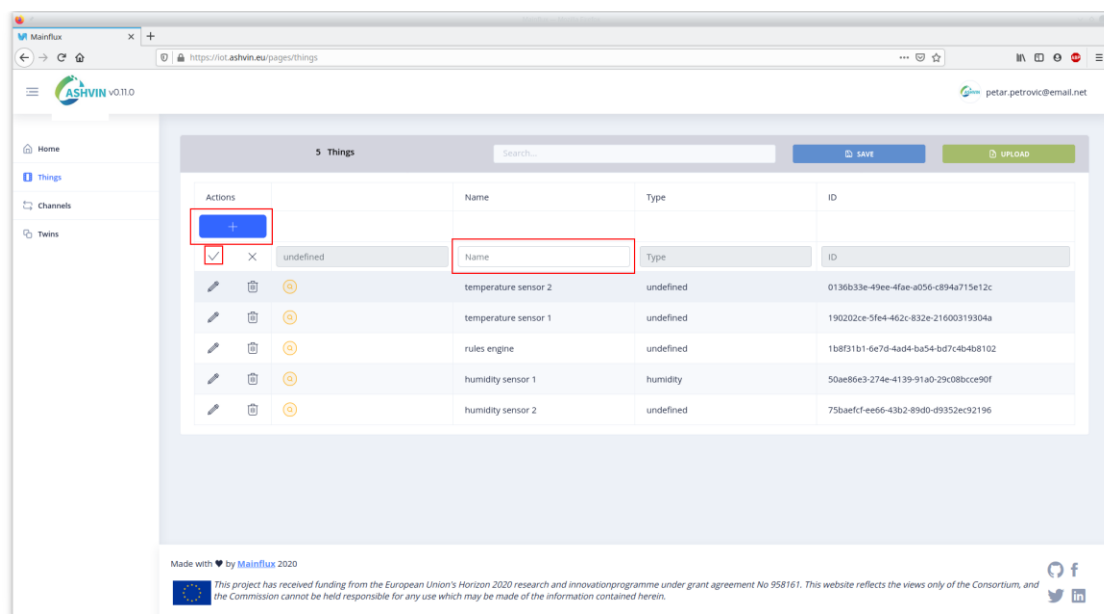 Mainflux
https://iot.ashvin.eu/pages/things
ASHVIN v0.11.0
petar.petrovic@email.net
Home
Things
Channels
Twins
5 Things
Search...
SAVE
UPLOAD
Actions Name Type ID
undefined Name Type ID
temperature sensor 2 undefined 0136b33e-49ee-4fae-a056-c894a715e12c
temperature sensor 1 undefined 190202ce-5fe4-462c-832e-21600319304a
rules engine undefined 1b8f31b1-6e7d-4ad4-ba54-bd7c4b4b8102
humidity sensor 1 humidity 50ae86e3-274e-4139-91a0-29c08bcce90f
humidity sensor 2 undefined 75baefcf-ee66-43b2-89d0-d9352ec92196
Made with ♥ by Mainflux 2020
This project has received funding from the European Union's Horizon 2020 research and innovationprogramme under grant agreement No 958161. This website reflects the views only of the Consortium, and
the Commission cannot be held responsible for any use which may be made of the information contained herein.